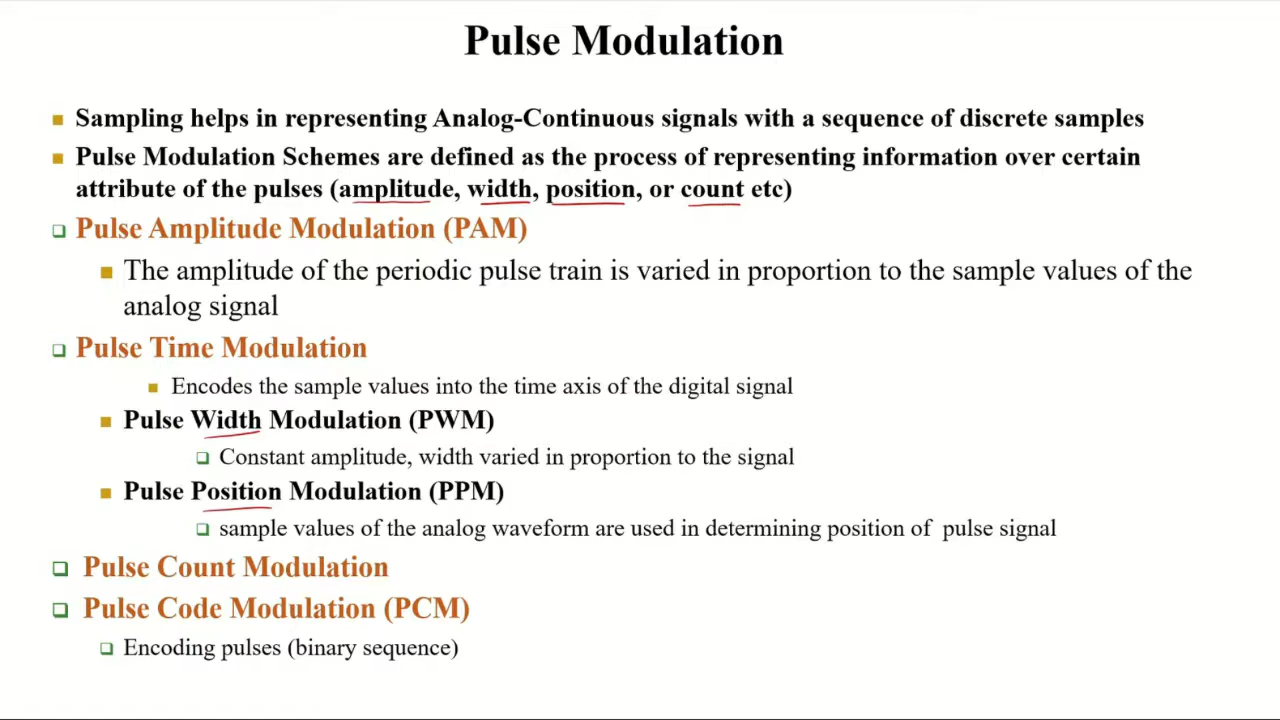 Pulse Modulation
Sampling helps in representing Analog-Continuous signals with a sequence of discrete samples
Pulse Modulation Schemes are defined as the process of representing information over certain
attribute of the pulses (amplitude, width, position, or count etc)
Pulse Amplitude Modulation (PAM)
The amplitude of the periodic pulse train is varied in proportion to the sample values of the
analog signal
Pulse Time Modulation
Encodes the sample values into the time axis of the digital signal
Pulse Width Modulation (PWM)
Constant amplitude, width varied in proportion to the signal
Pulse Position Modulation (PPM)
sample values of the analog waveform are used in determining position of pulse signal
Pulse Count Modulation
Pulse Code Modulation (PCM)
Encoding pulses (binary sequence)